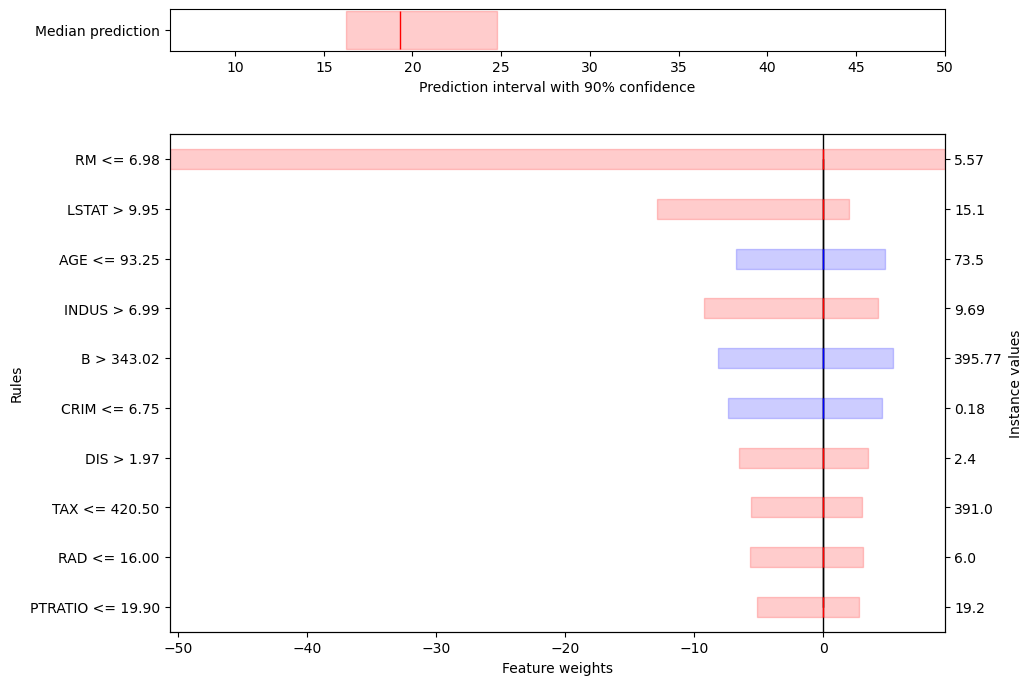 Median prediction
10 15 20 25 30 35 40 45 50
Prediction interval with 90% confidence
Rules
RM <= 6.98 5.57
LSTAT > 9.95 15.1
AGE <= 93.25 73.5
INDUS > 6.99 9.69
B > 343.02 395.77
CRIM <= 6.75 0.18
DIS > 1.97 2.4
TAX <= 420.50 391.0
RAD <= 16.00 6.0
PTRATIO <= 19.90 19.2
Instance values
−50 −40 −30 −20 −10 0
Feature weights